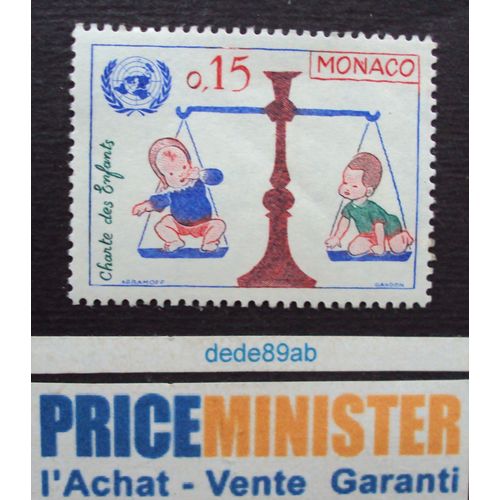 0,15 MONACO
Charte des Enfants
ABRAMOFF GANDON
dede89ab
PRICEMINISTER
l'Achat - Vente Garanti